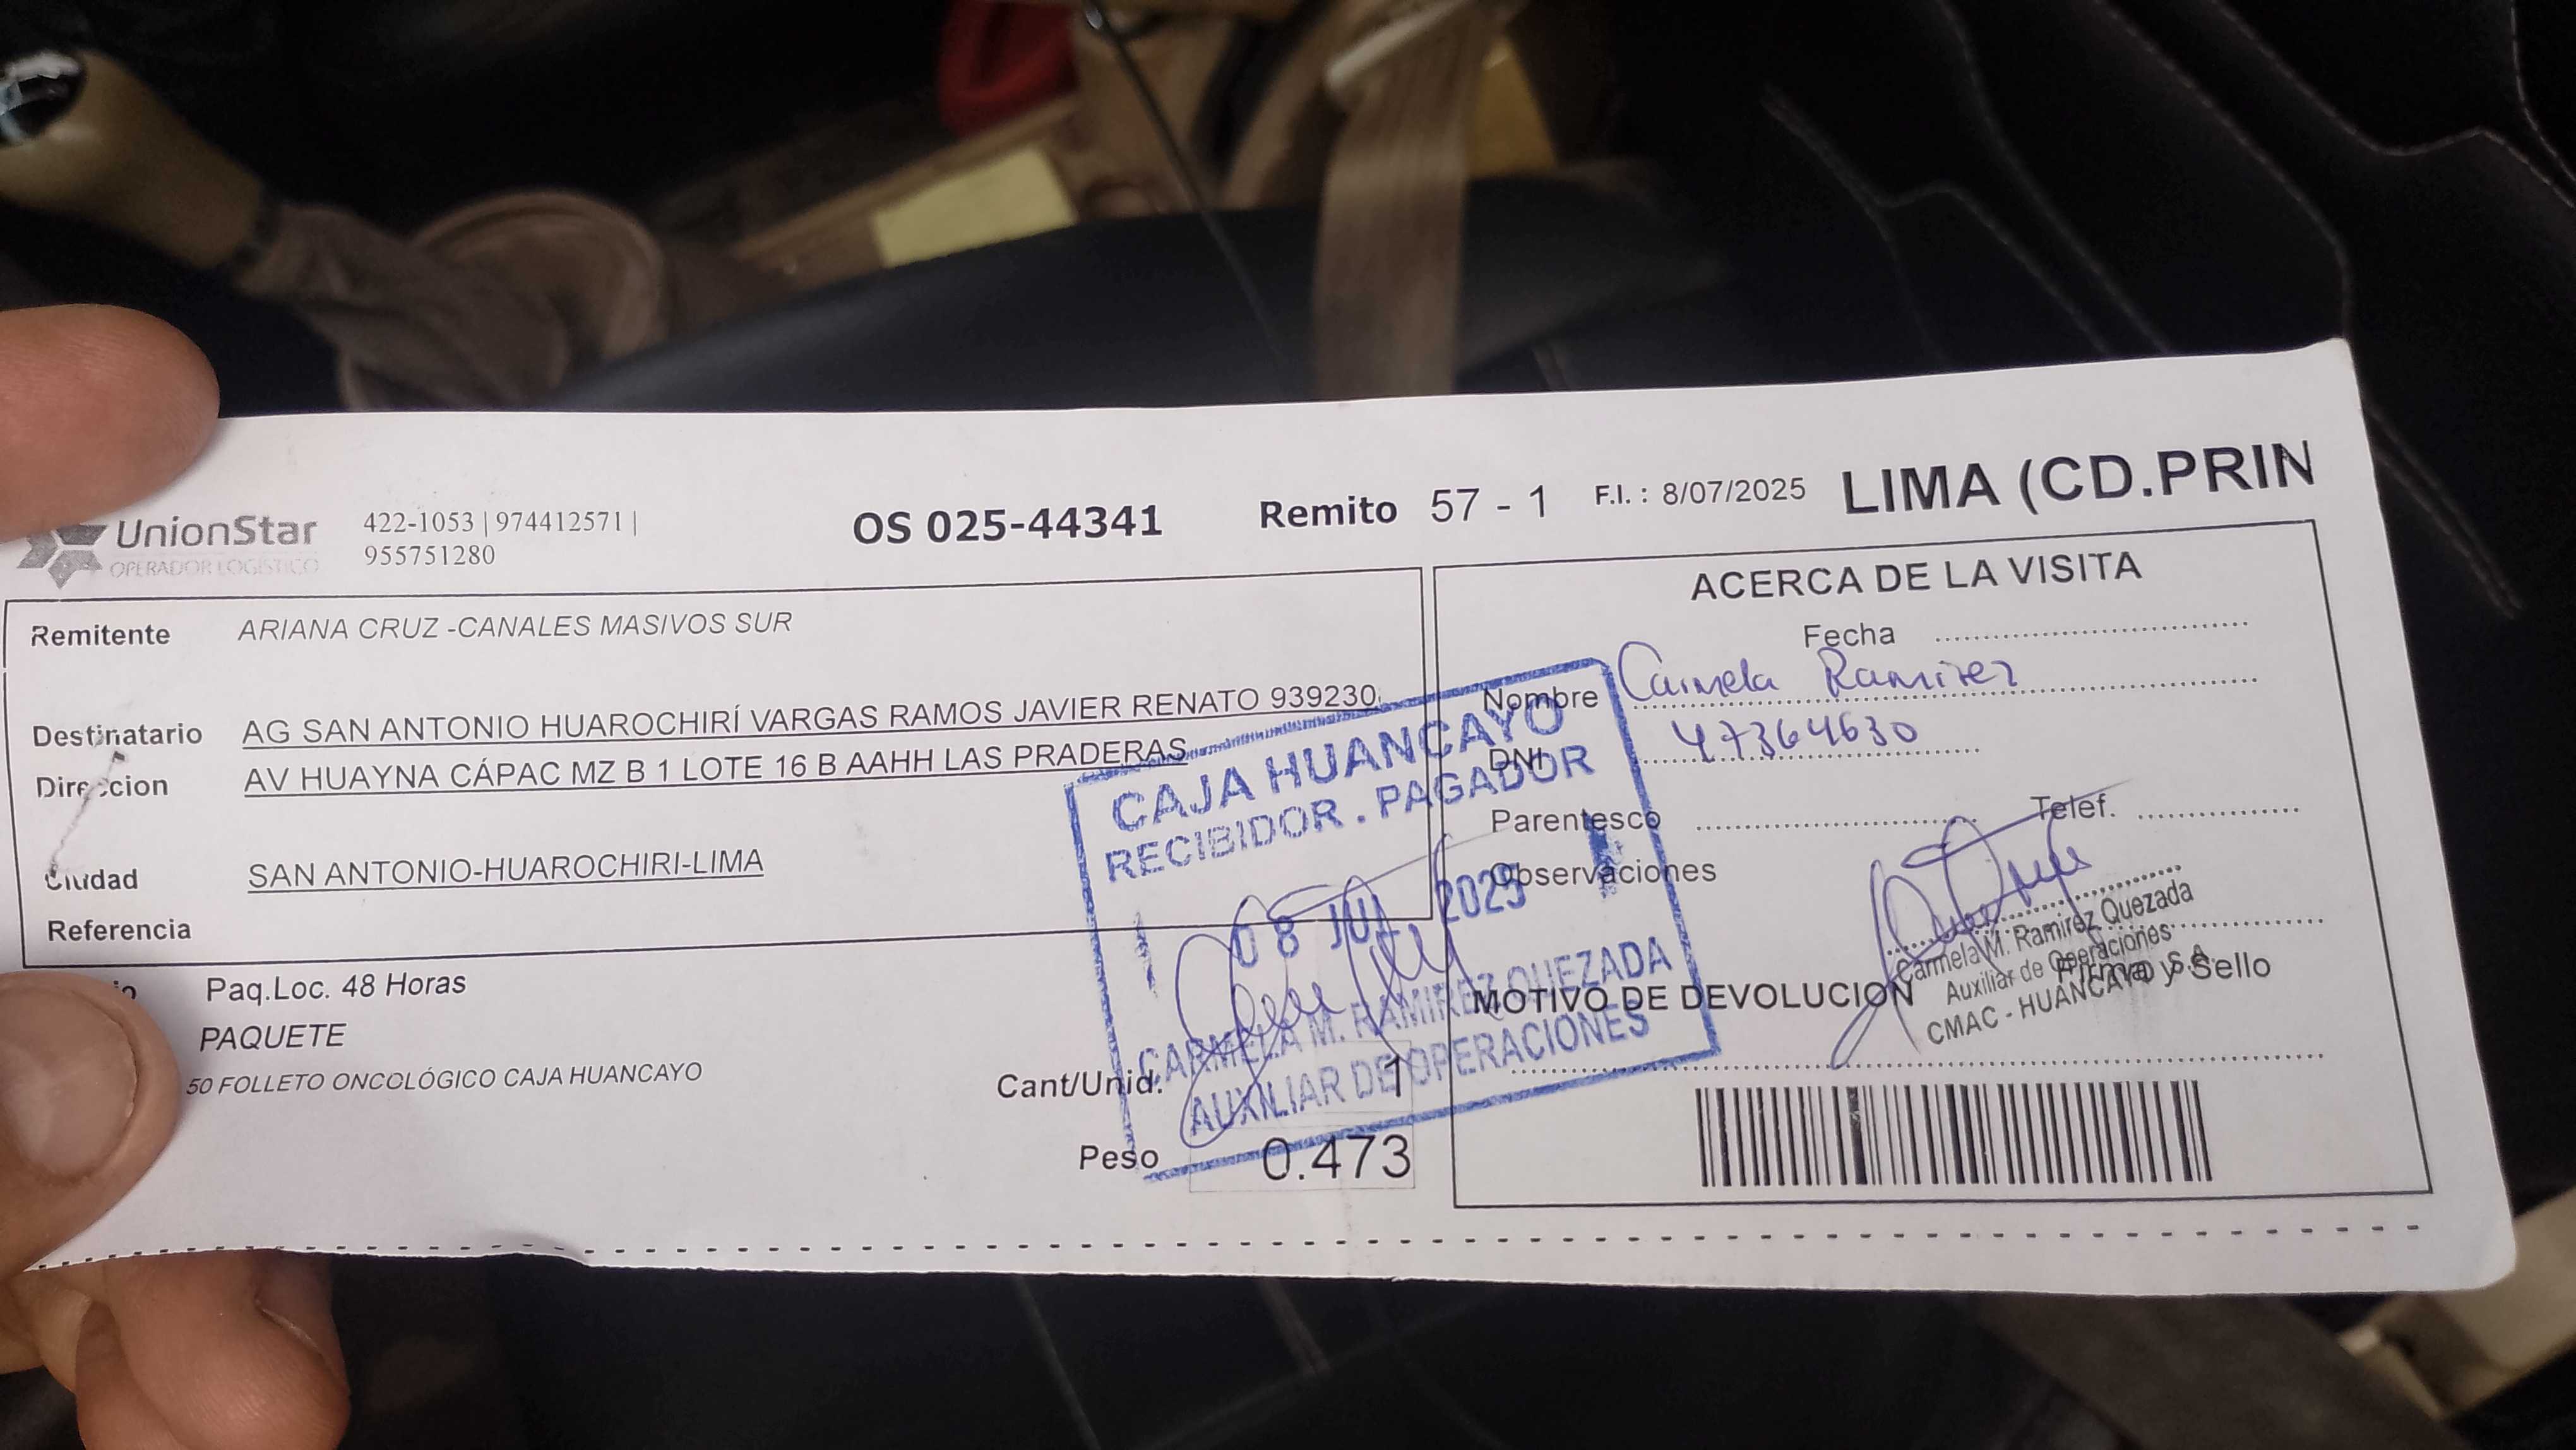 UnionStar
OPERADOR LOGÍSTICO
422-1053 | 974412571 |
955751280
OS 025-44341
Remito 57 - 1
F.I. : 8/07/2025
LIMA (CD.PRIN
Remitente ARIANA CRUZ -CANALES MASIVOS SUR
Destinatario AG SAN ANTONIO HUAROCHIRÍ VARGAS RAMOS JAVIER RENATO 939230
Direccion AV HUAYNA CÁPAC MZ B 1 LOTE 16 B AAHH LAS PRADERAS
Ciudad SAN ANTONIO-HUAROCHIRI-LIMA
Referencia
Paq.Loc. 48 Horas
PAQUETE
50 FOLLETO ONCOLÓGICO CAJA HUANCAYO
Cant/Unid. 1
Peso 0.473
ACERCA DE LA VISITA
Fecha
Nombre Carmela Ramirez
DNI 47364630
Parentesco Telef.
Observaciones
Firma y Sello
MOTIVO DE DEVOLUCION
CAJA HUANCAYO
RECIBIDOR . PAGADOR
08 JUL 2025
CARMELA M. RAMIREZ QUEZADA
AUXILIAR DE OPERACIONES
Carmela M. Ramirez Quezada
Auxiliar de Operaciones
CMAC - HUANCAYO S.A.